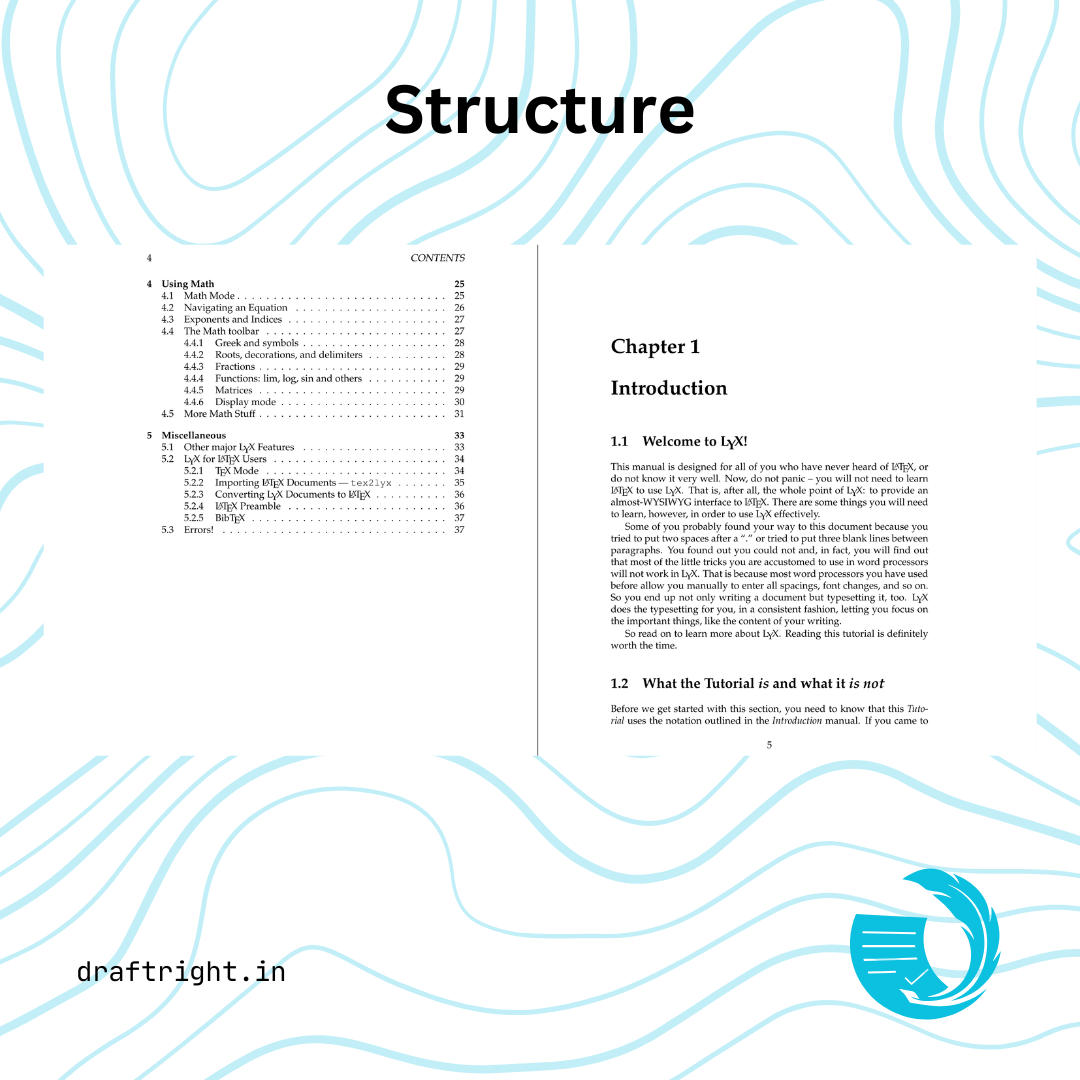 Structure
4 CONTENTS
4 Using Math 25
4.1 Math Mode . . . . . . . . . . . . . . . . . . . . . . . . . . . . . 25
4.2 Navigating an Equation . . . . . . . . . . . . . . . . . . . . . 26
4.3 Exponents and Indices . . . . . . . . . . . . . . . . . . . . . . 27
4.4 The Math toolbar . . . . . . . . . . . . . . . . . . . . . . . . . 27
4.4.1 Greek and symbols . . . . . . . . . . . . . . . . . . . . 28
4.4.2 Roots, decorations, and delimiters . . . . . . . . . . . 28
4.4.3 Fractions . . . . . . . . . . . . . . . . . . . . . . . . . . 29
4.4.4 Functions: lim, log, sin and others . . . . . . . . . . . 29
4.4.5 Matrices . . . . . . . . . . . . . . . . . . . . . . . . . . 29
4.4.6 Display mode . . . . . . . . . . . . . . . . . . . . . . . 30
4.5 More Math Stuff . . . . . . . . . . . . . . . . . . . . . . . . . . 31
5 Miscellaneous 33
5.1 Other major LyX Features . . . . . . . . . . . . . . . . . . . . 33
5.2 LyX for LaTeX Users . . . . . . . . . . . . . . . . . . . . . . . . 34
5.2.1 TeX Mode . . . . . . . . . . . . . . . . . . . . . . . . . 34
5.2.2 Importing LaTeX Documents — tex2lyx . . . . . . . 35
5.2.3 Converting LyX Documents to LaTeX . . . . . . . . . . 36
5.2.4 LaTeX Preamble . . . . . . . . . . . . . . . . . . . . . . . 36
5.2.5 BibTeX . . . . . . . . . . . . . . . . . . . . . . . . . . . 37
5.3 Errors! . . . . . . . . . . . . . . . . . . . . . . . . . . . . . . . 37
Chapter 1
Introduction
1.1 Welcome to LyX!
This manual is designed for all of you who have never heard of LaTeX, or
do not know it very well. Now, do not panic – you will not need to learn
LaTeX to use LyX. That is, after all, the whole point of LyX: to provide an
almost-WYSIWYG interface to LaTeX. There are some things you will need
to learn, however, in order to use LyX effectively.
Some of you probably found your way to this document because you
tried to put two spaces after a “.” or tried to put three blank lines between
paragraphs. You found out you could not and, in fact, you will find out
that most of the little tricks you are accustomed to use in word processors
will not work in LyX. That is because most word processors you have used
before allow you manually to enter all spacings, font changes, and so on.
So you end up not only writing a document but typesetting it, too. LyX
does the typesetting for you, in a consistent fashion, letting you focus on
the important things, like the content of your writing.
So read on to learn more about LyX. Reading this tutorial is definitely
worth the time.
1.2 What the Tutorial is and what it is not
Before we get started with this section, you need to know that this Tuto-
rial uses the notation outlined in the Introduction manual. If you came to
5
draftright.in